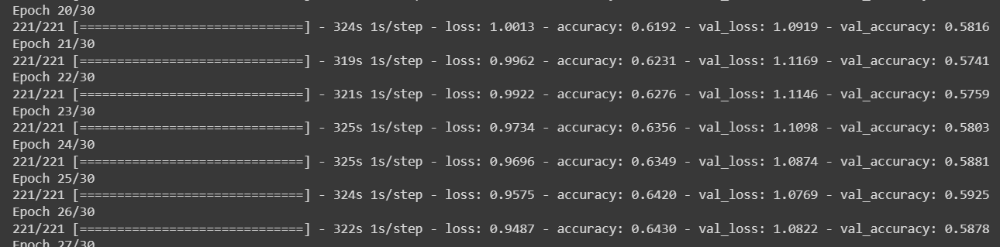 Epoch 20/30
221/221 [==============================] - 324s 1s/step - loss: 1.0013 - accuracy: 0.6192 - val_loss: 1.0919 - val_accuracy: 0.5816
Epoch 21/30
221/221 [==============================] - 319s 1s/step - loss: 0.9962 - accuracy: 0.6231 - val_loss: 1.1169 - val_accuracy: 0.5741
Epoch 22/30
221/221 [==============================] - 321s 1s/step - loss: 0.9922 - accuracy: 0.6276 - val_loss: 1.1146 - val_accuracy: 0.5759
Epoch 23/30
221/221 [==============================] - 325s 1s/step - loss: 0.9734 - accuracy: 0.6356 - val_loss: 1.1098 - val_accuracy: 0.5803
Epoch 24/30
221/221 [==============================] - 325s 1s/step - loss: 0.9696 - accuracy: 0.6349 - val_loss: 1.0874 - val_accuracy: 0.5881
Epoch 25/30
221/221 [==============================] - 324s 1s/step - loss: 0.9575 - accuracy: 0.6420 - val_loss: 1.0769 - val_accuracy: 0.5925
Epoch 26/30
221/221 [==============================] - 322s 1s/step - loss: 0.9487 - accuracy: 0.6430 - val_loss: 1.0822 - val_accuracy: 0.5878
Epoch 27/30